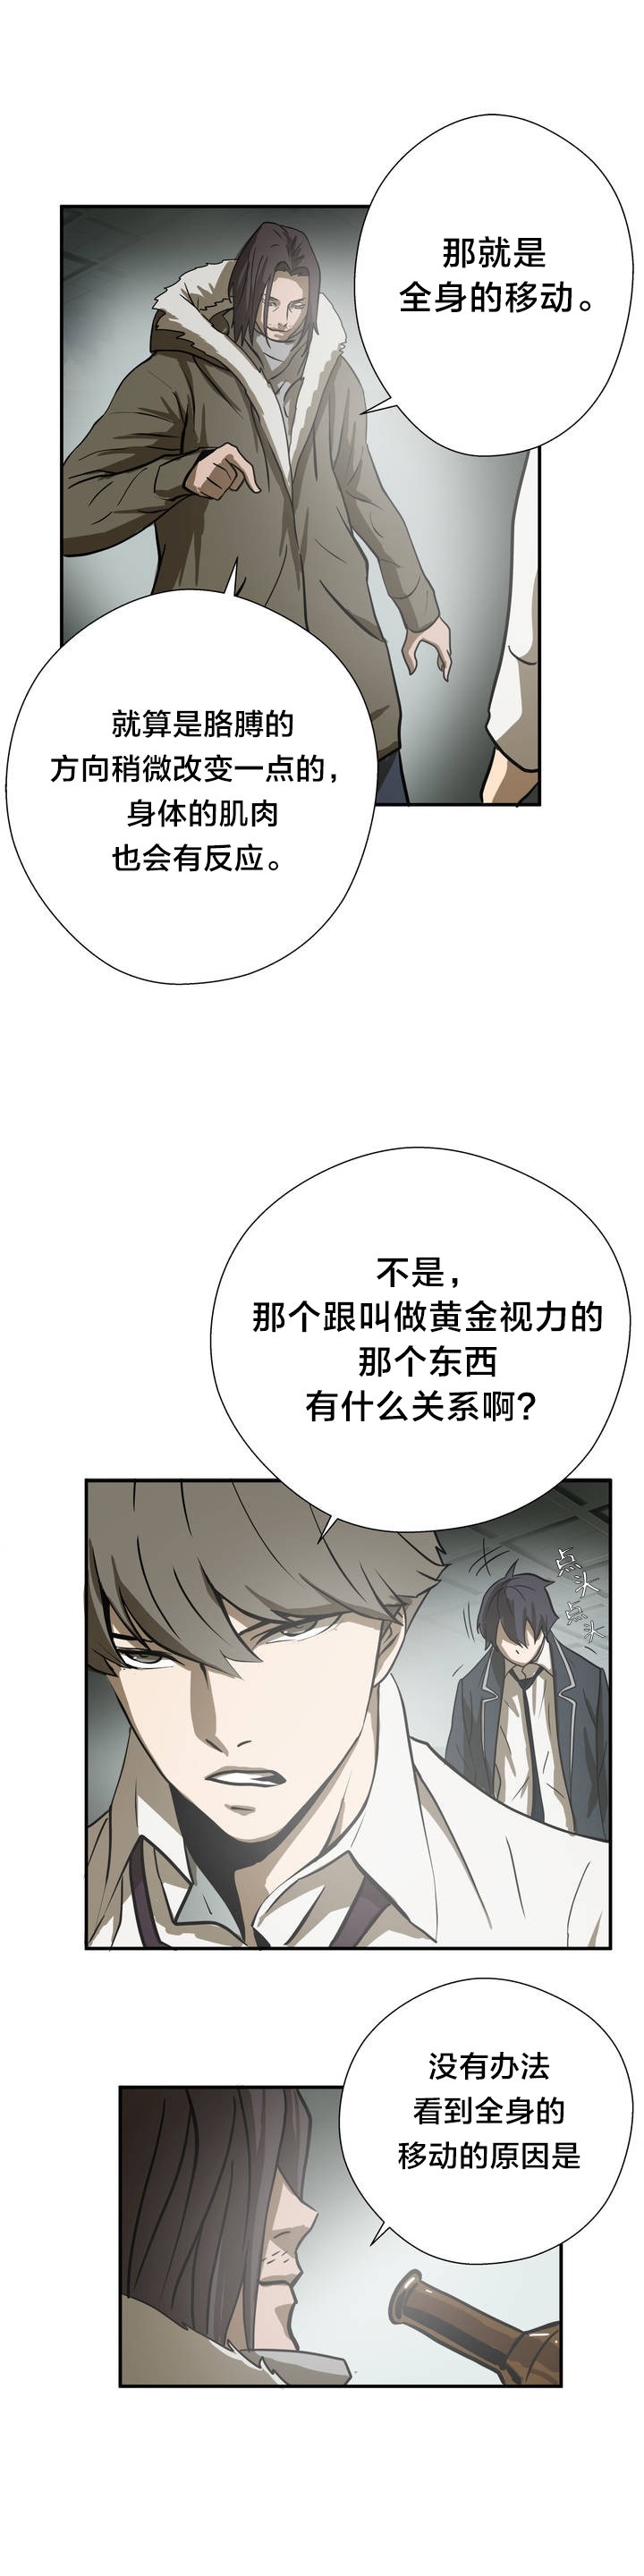 那就是
全身的移动。
就算是胳膊的
方向稍微改变一点的，
身体的肌肉
也会有反应。
不是，
那个跟叫做黄金视力的
那个东西
有什么关系啊？
点头
点头
没有办法
看到全身的
移动的原因是